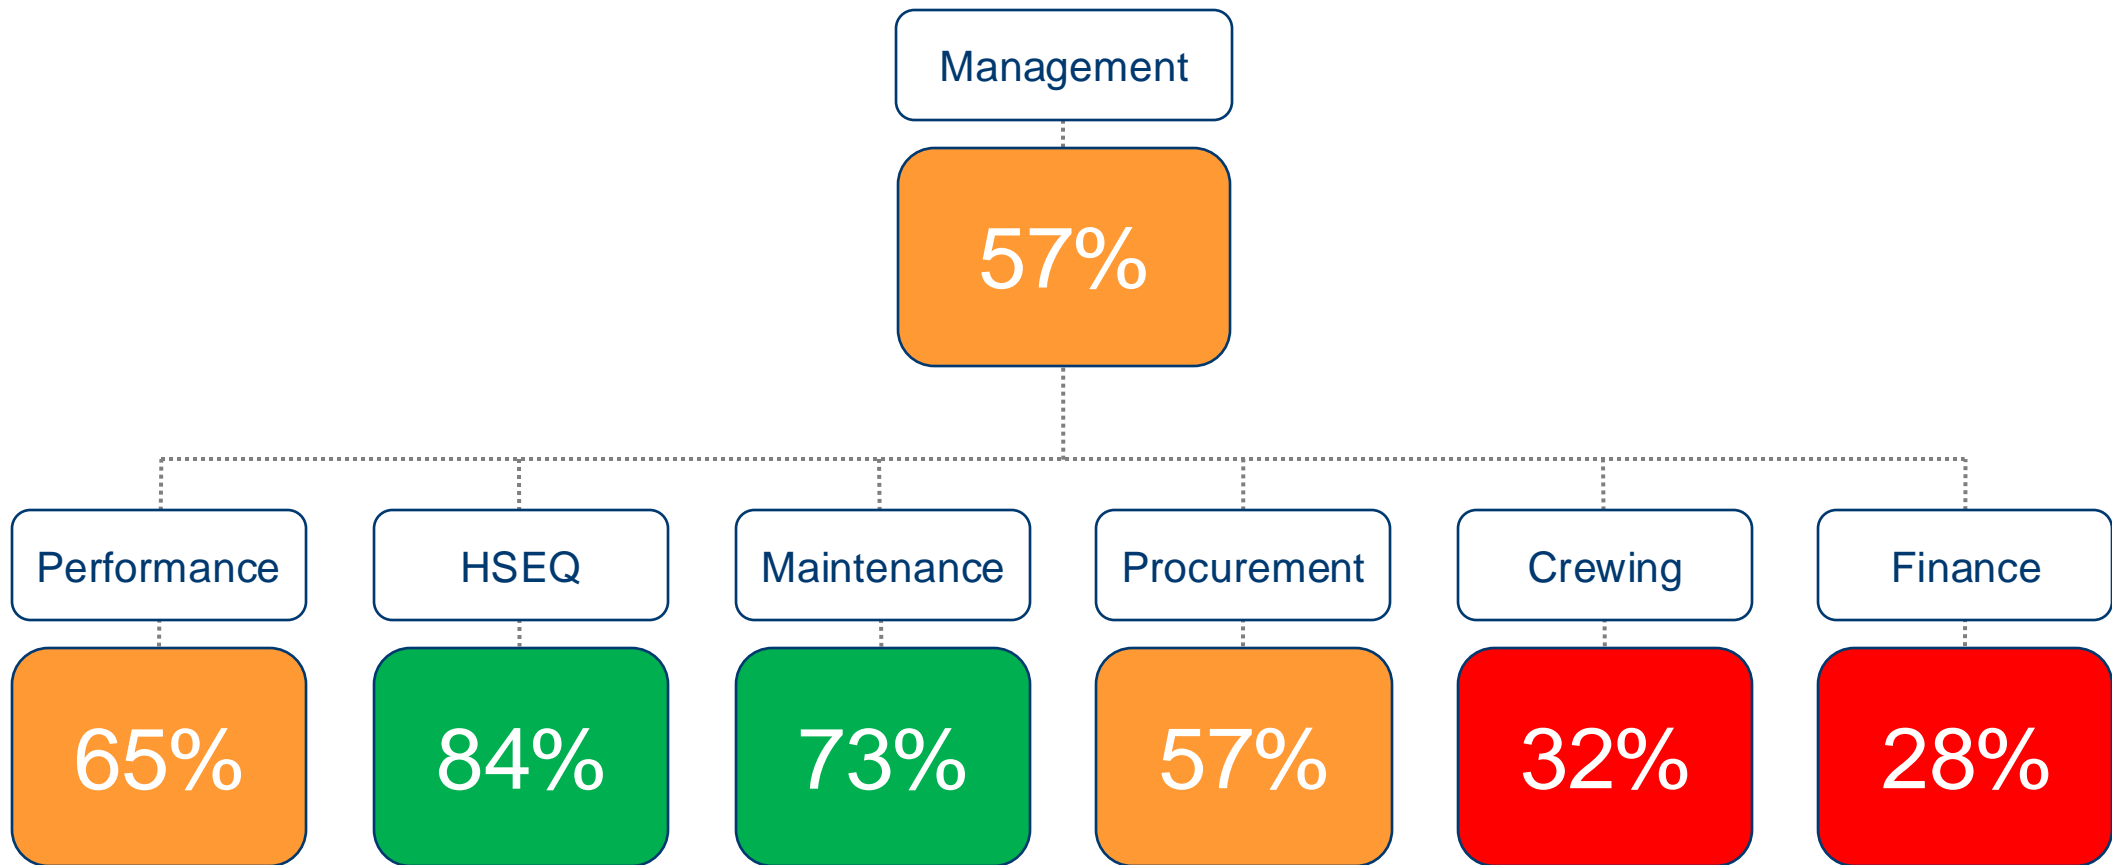 Management
57%
Performance
HSEQ
Maintenance
Procurement
Crewing
Finance
65%
84%
73%
57%
32%
28%